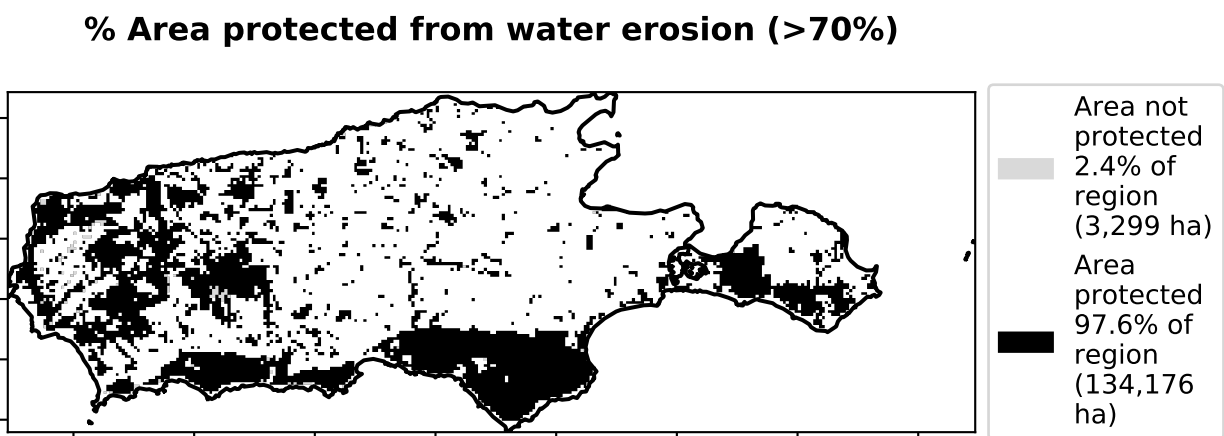 % Area protected from water erosion (>70%)
Area not
protected
2.4% of
region
(3,299 ha)
Area
protected
97.6% of
region
(134,176
ha)